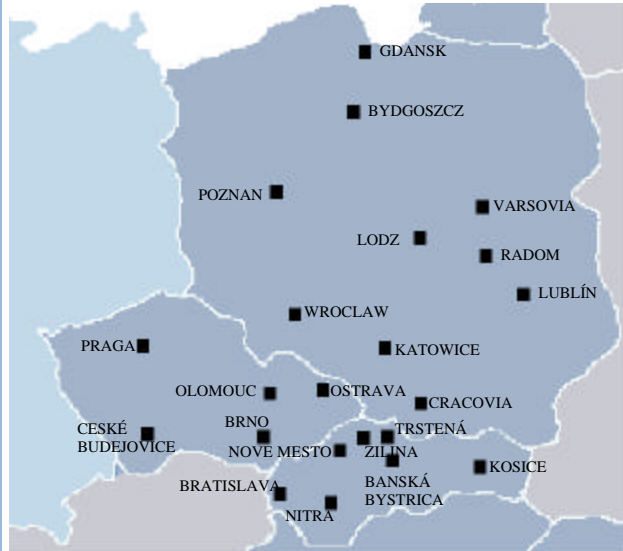 GDANSK
BYDGOSZCZ
POZNAN
VARSOVIA
LODZ
RADOM
LUBLÍN
WROCLAW
PRAGA
KATOWICE
OLOMOUC
OSTRAVA
CRACOVIA
CESKÉ
BUDEJOVICE
BRNO
TRSTENÁ
NOVE MESTO
ZILINA
KOSICE
BANSKÁ
BYSTRICA
BRATISLAVA
NITRA